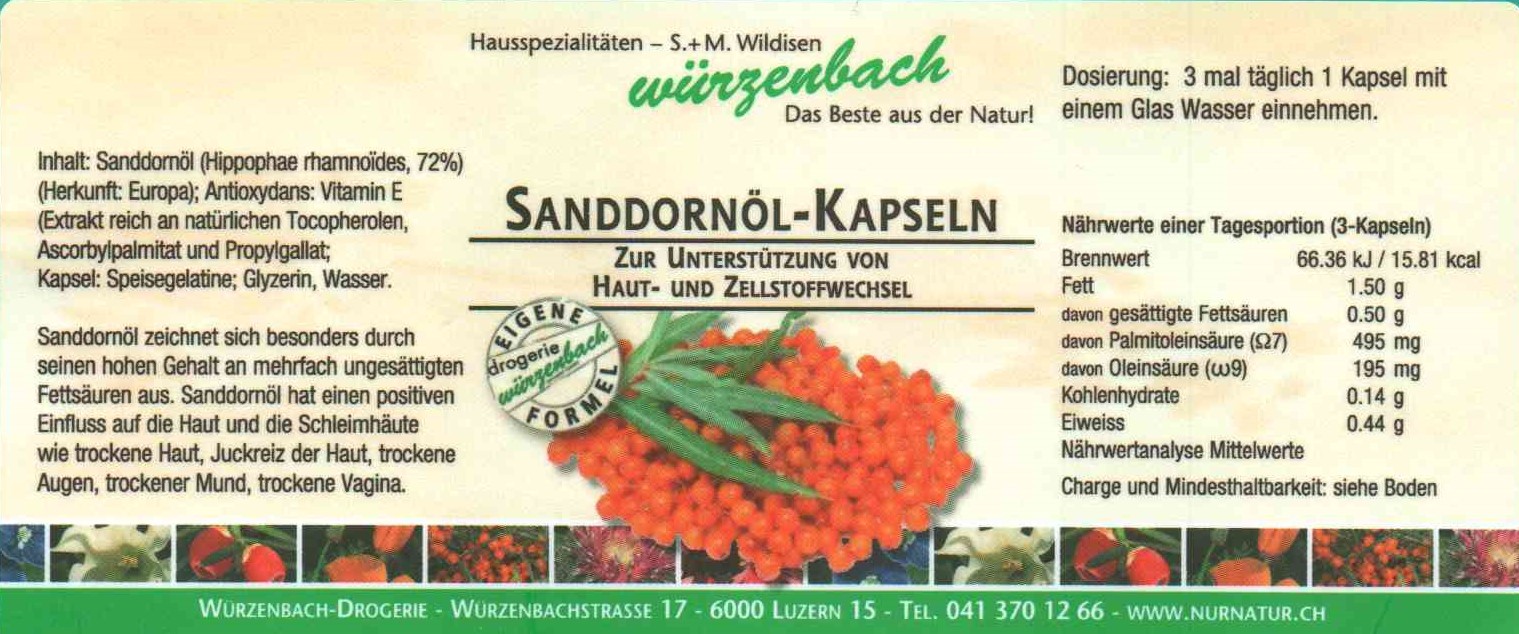 Hausspezialitäten – S.+M. Wildisen
würzenbach
Das Beste aus der Natur!
Dosierung: 3 mal täglich 1 Kapsel mit
einem Glas Wasser einnehmen.
Inhalt: Sanddornöl (Hippophae rhamnoïdes, 72%)
(Herkunft: Europa); Antioxydans: Vitamin E
(Extrakt reich an natürlichen Tocopherolen,
Ascorbylpalmitat und Propylgallat;
Kapsel: Speisegelatine; Glyzerin, Wasser.
Sanddornöl zeichnet sich besonders durch
seinen hohen Gehalt an mehrfach ungesättigten
Fettsäuren aus. Sanddornöl hat einen positiven
Einfluss auf die Haut und die Schleimhäute
wie trockene Haut, Juckreiz der Haut, trockene
Augen, trockener Mund, trockene Vagina.
SANDDORNÖL-KAPSELN
ZUR UNTERSTÜTZUNG VON
HAUT- UND ZELLSTOFFWECHSEL
EIGENE
drogerie
würzenbach
FORMEL
Nährwerte einer Tagesportion (3-Kapseln)
Brennwert 66.36 kJ / 15.81 kcal
Fett 1.50 g
davon gesättigte Fettsäuren 0.50 g
davon Palmitoleinsäure (Ω7) 495 mg
davon Oleinsäure (ω9) 195 mg
Kohlenhydrate 0.14 g
Eiweiss 0.44 g
Nährwertanalyse Mittelwerte
Charge und Mindesthaltbarkeit: siehe Boden
WÜRZENBACH-DROGERIE - WÜRZENBACHSTRASSE 17 - 6000 LUZERN 15 - TEL. 041 370 12 66 - WWW.NURNATUR.CH